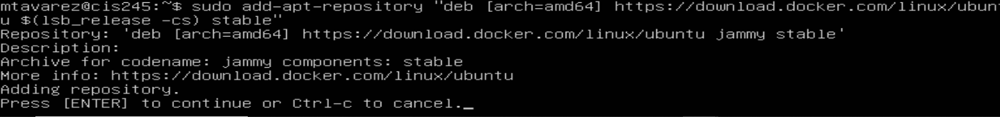 mtavarez@cis245:~$ sudo add-apt-repository "deb [arch=amd64] https://download.docker.com/linux/ubunt
u $(lsb_release -cs) stable"
Repository: 'deb [arch=amd64] https://download.docker.com/linux/ubuntu jammy stable'
Description:
Archive for codename: jammy components: stable
More info: https://download.docker.com/linux/ubuntu
Adding repository.
Press [ENTER] to continue or Ctrl-c to cancel._